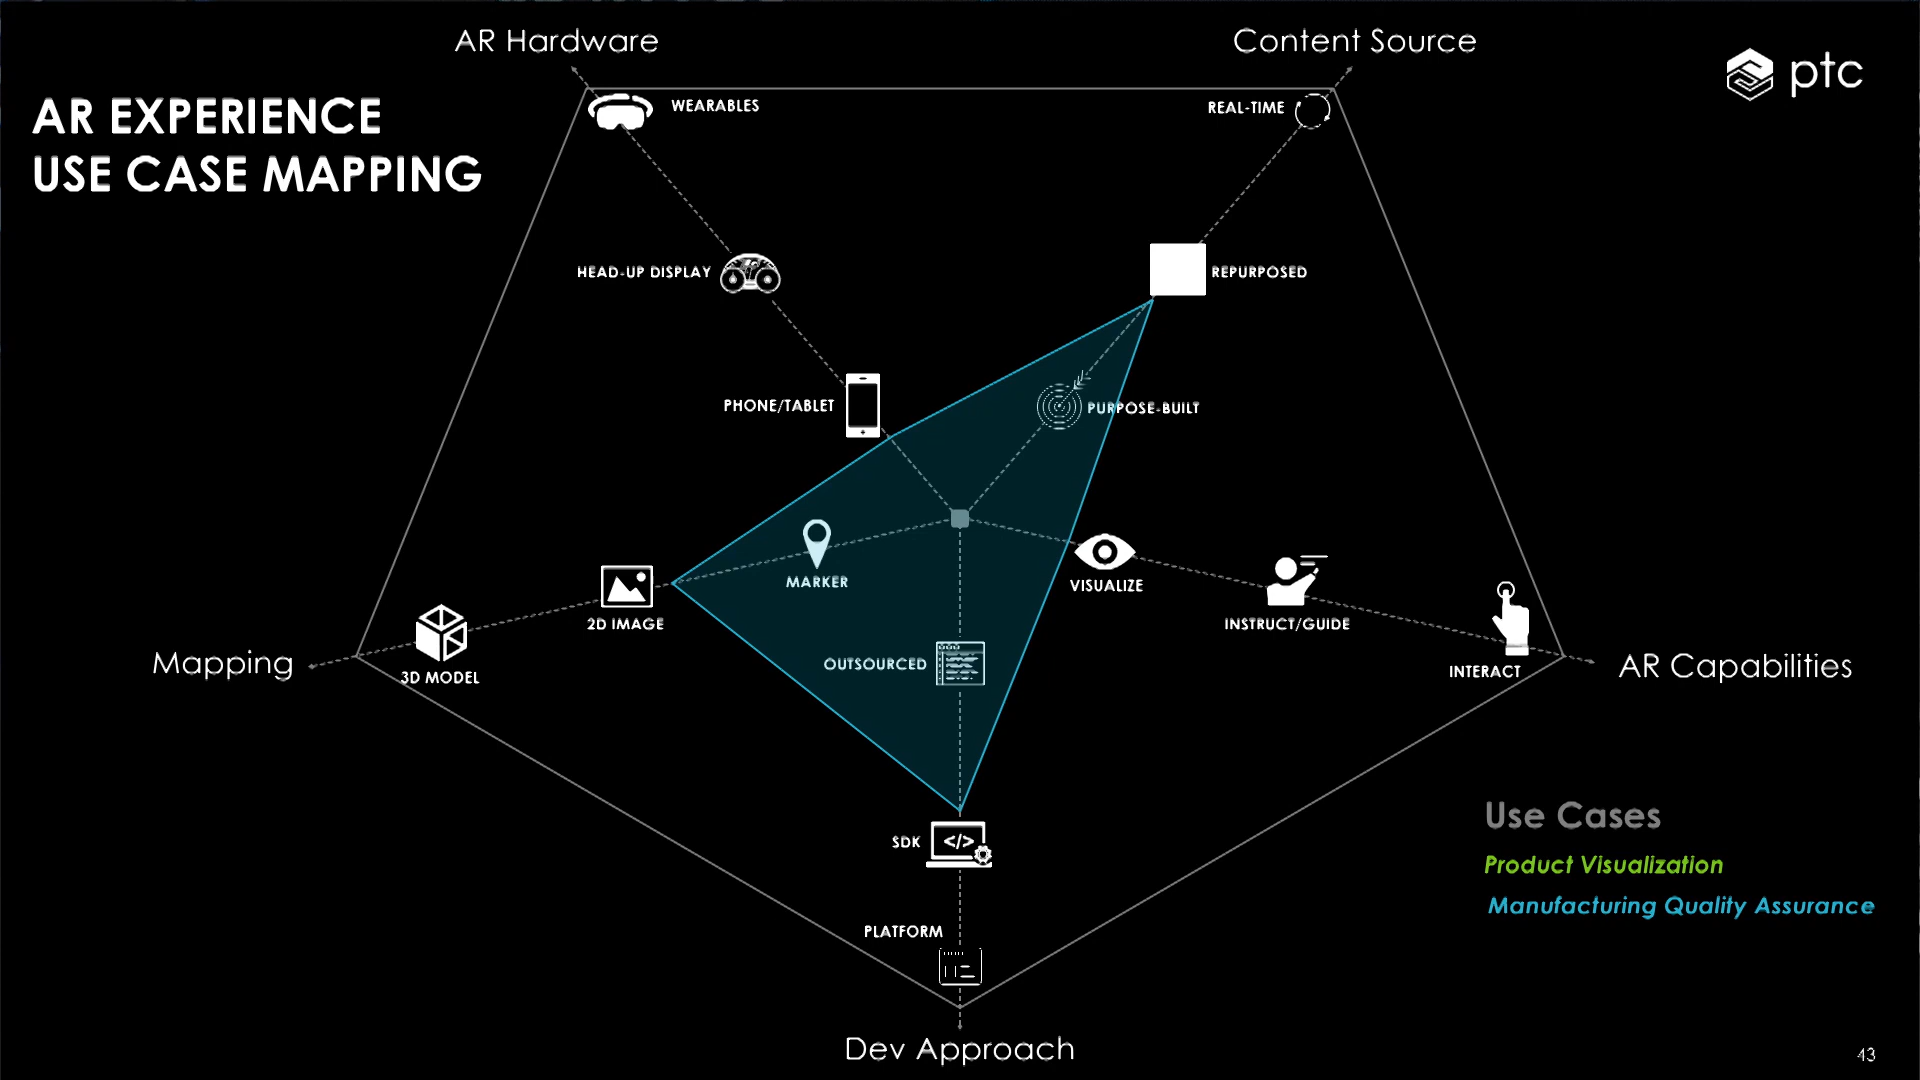 AR Hardware
Content Source
ptc
AR EXPERIENCE
USE CASE MAPPING
WEARABLES
REAL-TIME
HEAD-UP DISPLAY
REPURPOSED
PHONE/TABLET
PURPOSE-BUILT
MARKER
VISUALIZE
2D IMAGE
INSTRUCT/GUIDE
Mapping
3D MODEL
OUTSOURCED
INTERACT
AR Capabilities
SDK
</>
Use Cases
Product Visualization
Manufacturing Quality Assurance
PLATFORM
Dev Approach
43